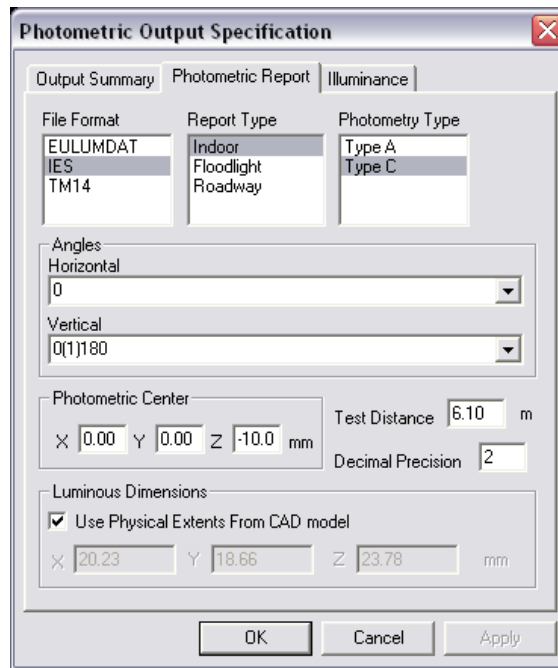 Photometric Output Specification
Output Summary Photometric Report Illuminance
File Format Report Type Photometry Type
EULUMDAT Indoor Type A
IES Floodlight Type C
TM14 Roadway
Angles
Horizontal
0
Vertical
0(1)180
Photometric Center
X 0.00 Y 0.00 Z -10.0 mm
Test Distance 6.10 m
Decimal Precision 2
Luminous Dimensions
Use Physical Extents From CAD model
X 20.23 Y 18.66 Z 23.78 mm
OK Cancel Apply